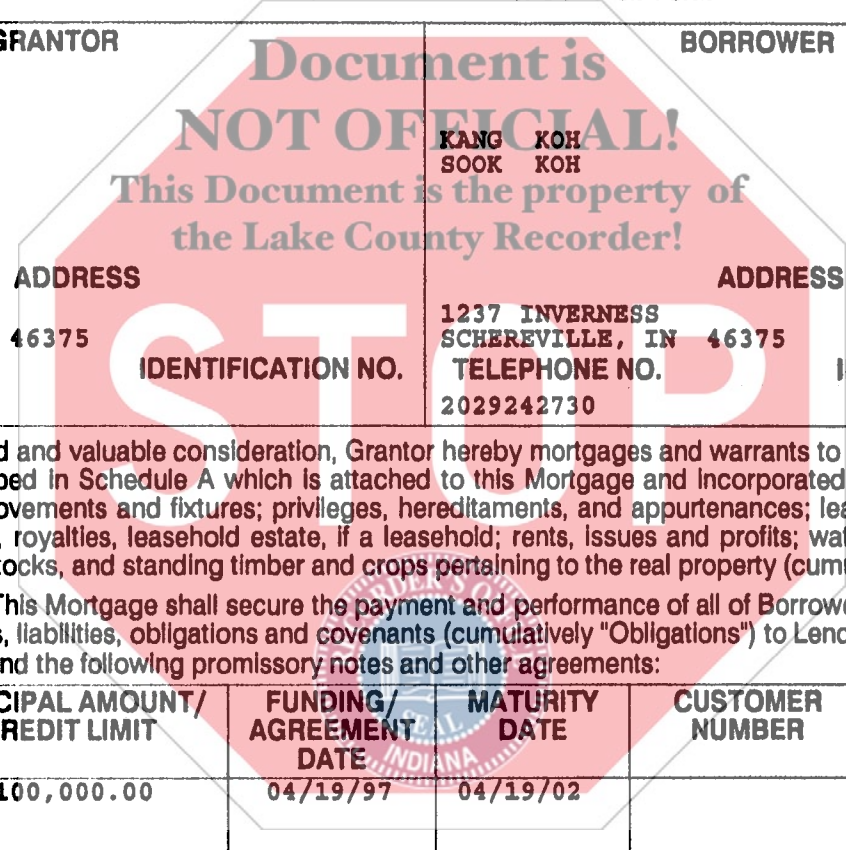 GRANTOR BORROWER
Document is
NOT OFFICIAL!
KANG KOH
SOOK KOH
This Document is the property of
the Lake County Recorder!
ADDRESS ADDRESS
1237 INVERNESS
46375 SCHEREVILLE, IN 46375
IDENTIFICATION NO. TELEPHONE NO.
2029242730
d and valuable consideration, Grantor hereby mortgages and warrants to
bed in Schedule A which is attached to this Mortgage and incorporated
ovements and fixtures; privileges, hereditaments, and appurtenances; lea
, royalties, leasehold estate, if a leasehold; rents, issues and profits; wat
tocks, and standing timber and crops pertaining to the real property (cum
This Mortgage shall secure the payment and performance of all of Borrowe
s, liabilities, obligations and covenants (cumulatively "Obligations") to Lend
nd the following promissory notes and other agreements:
CIPAL AMOUNT/ FUNDING/ MATURITY CUSTOMER
REDIT LIMIT AGREEMENT DATE NUMBER
DATE
100,000.00 04/19/97 04/19/02
STOP
SEAL
INDIANA